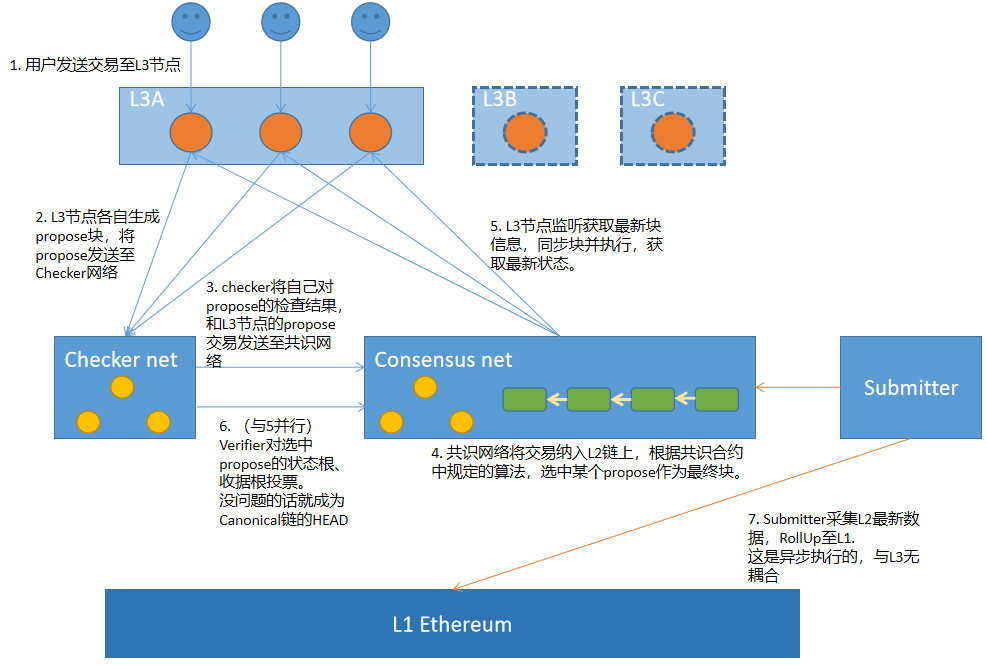 1. 用户发送交易至L3节点
L3A
L3B
L3C
2. L3节点各自生成
propose块，将
propose发送至
Checker网络
5. L3节点监听获取最新块
信息，同步块并执行，获
取最新状态。
3. checker将自己对
propose的检查结果，
和L3节点的propose
交易发送至共识网
络
Checker net
Consensus net
Submitter
6. （与5并行）
Verifier对选中
propose的状态根、
收据根投票。
没问题的话就成为
Canonical链的HEAD
4. 共识网络将交易纳入L2链上，根据共识合约
中规定的算法，选中某个propose作为最终块。
7. Submitter采集L2最新数
据，RollUp至L1.
这是异步执行的，与L3无
耦合
L1 Ethereum